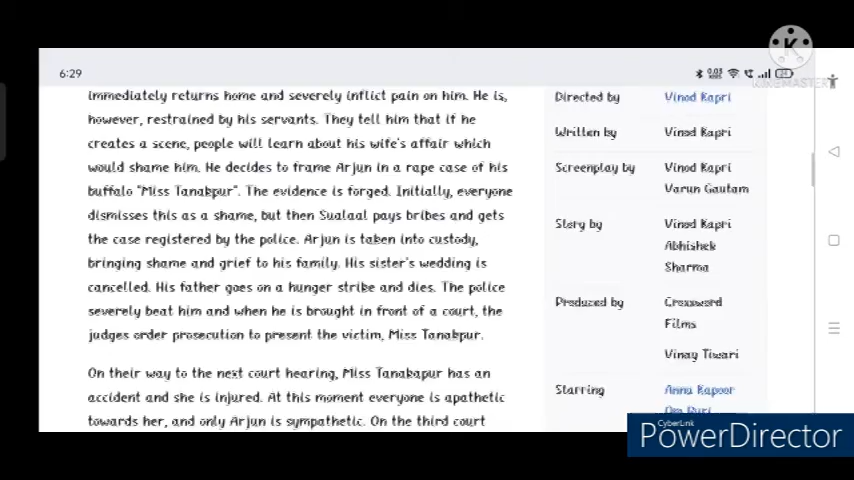 6:29
KINEMASTER
immediately returns home and severely inflict pain on him. He is,
however, restrained by his servants. They tell him that if he
creates a scene, people will learn about his wife's affair which
would shame him. He decides to frame Arjun in a rape case of his
buffalo "Miss Tanakpur". The evidence is forged. Initially, everyone
dismisses this as a shame, but then Sualaal pays bribes and gets
the case registered by the police. Arjun is taken into custody,
bringing shame and grief to his family. His sister's wedding is
cancelled. His father goes on a hunger strike and dies. The police
severely beat him and when he is brought in front of a court, the
judges order prosecution to present the victim, Miss Tanakpur.
On their way to the next court hearing, Miss Tanakapur has an
accident and she is injured. At this moment everyone is apathetic
towards her, and only Arjun is sympathetic. On the third court
Directed by Vinod Kapri
Written by Vinod Kapri
Screenplay by Vinod Kapri
Varun Gautam
Story by Vinod Kapri
Abhishek
Sharma
Produced by Crossword
Films
Vinay Tiwari
Starring Annu Kapoor
Om Puri
CyberLink
PowerDirector